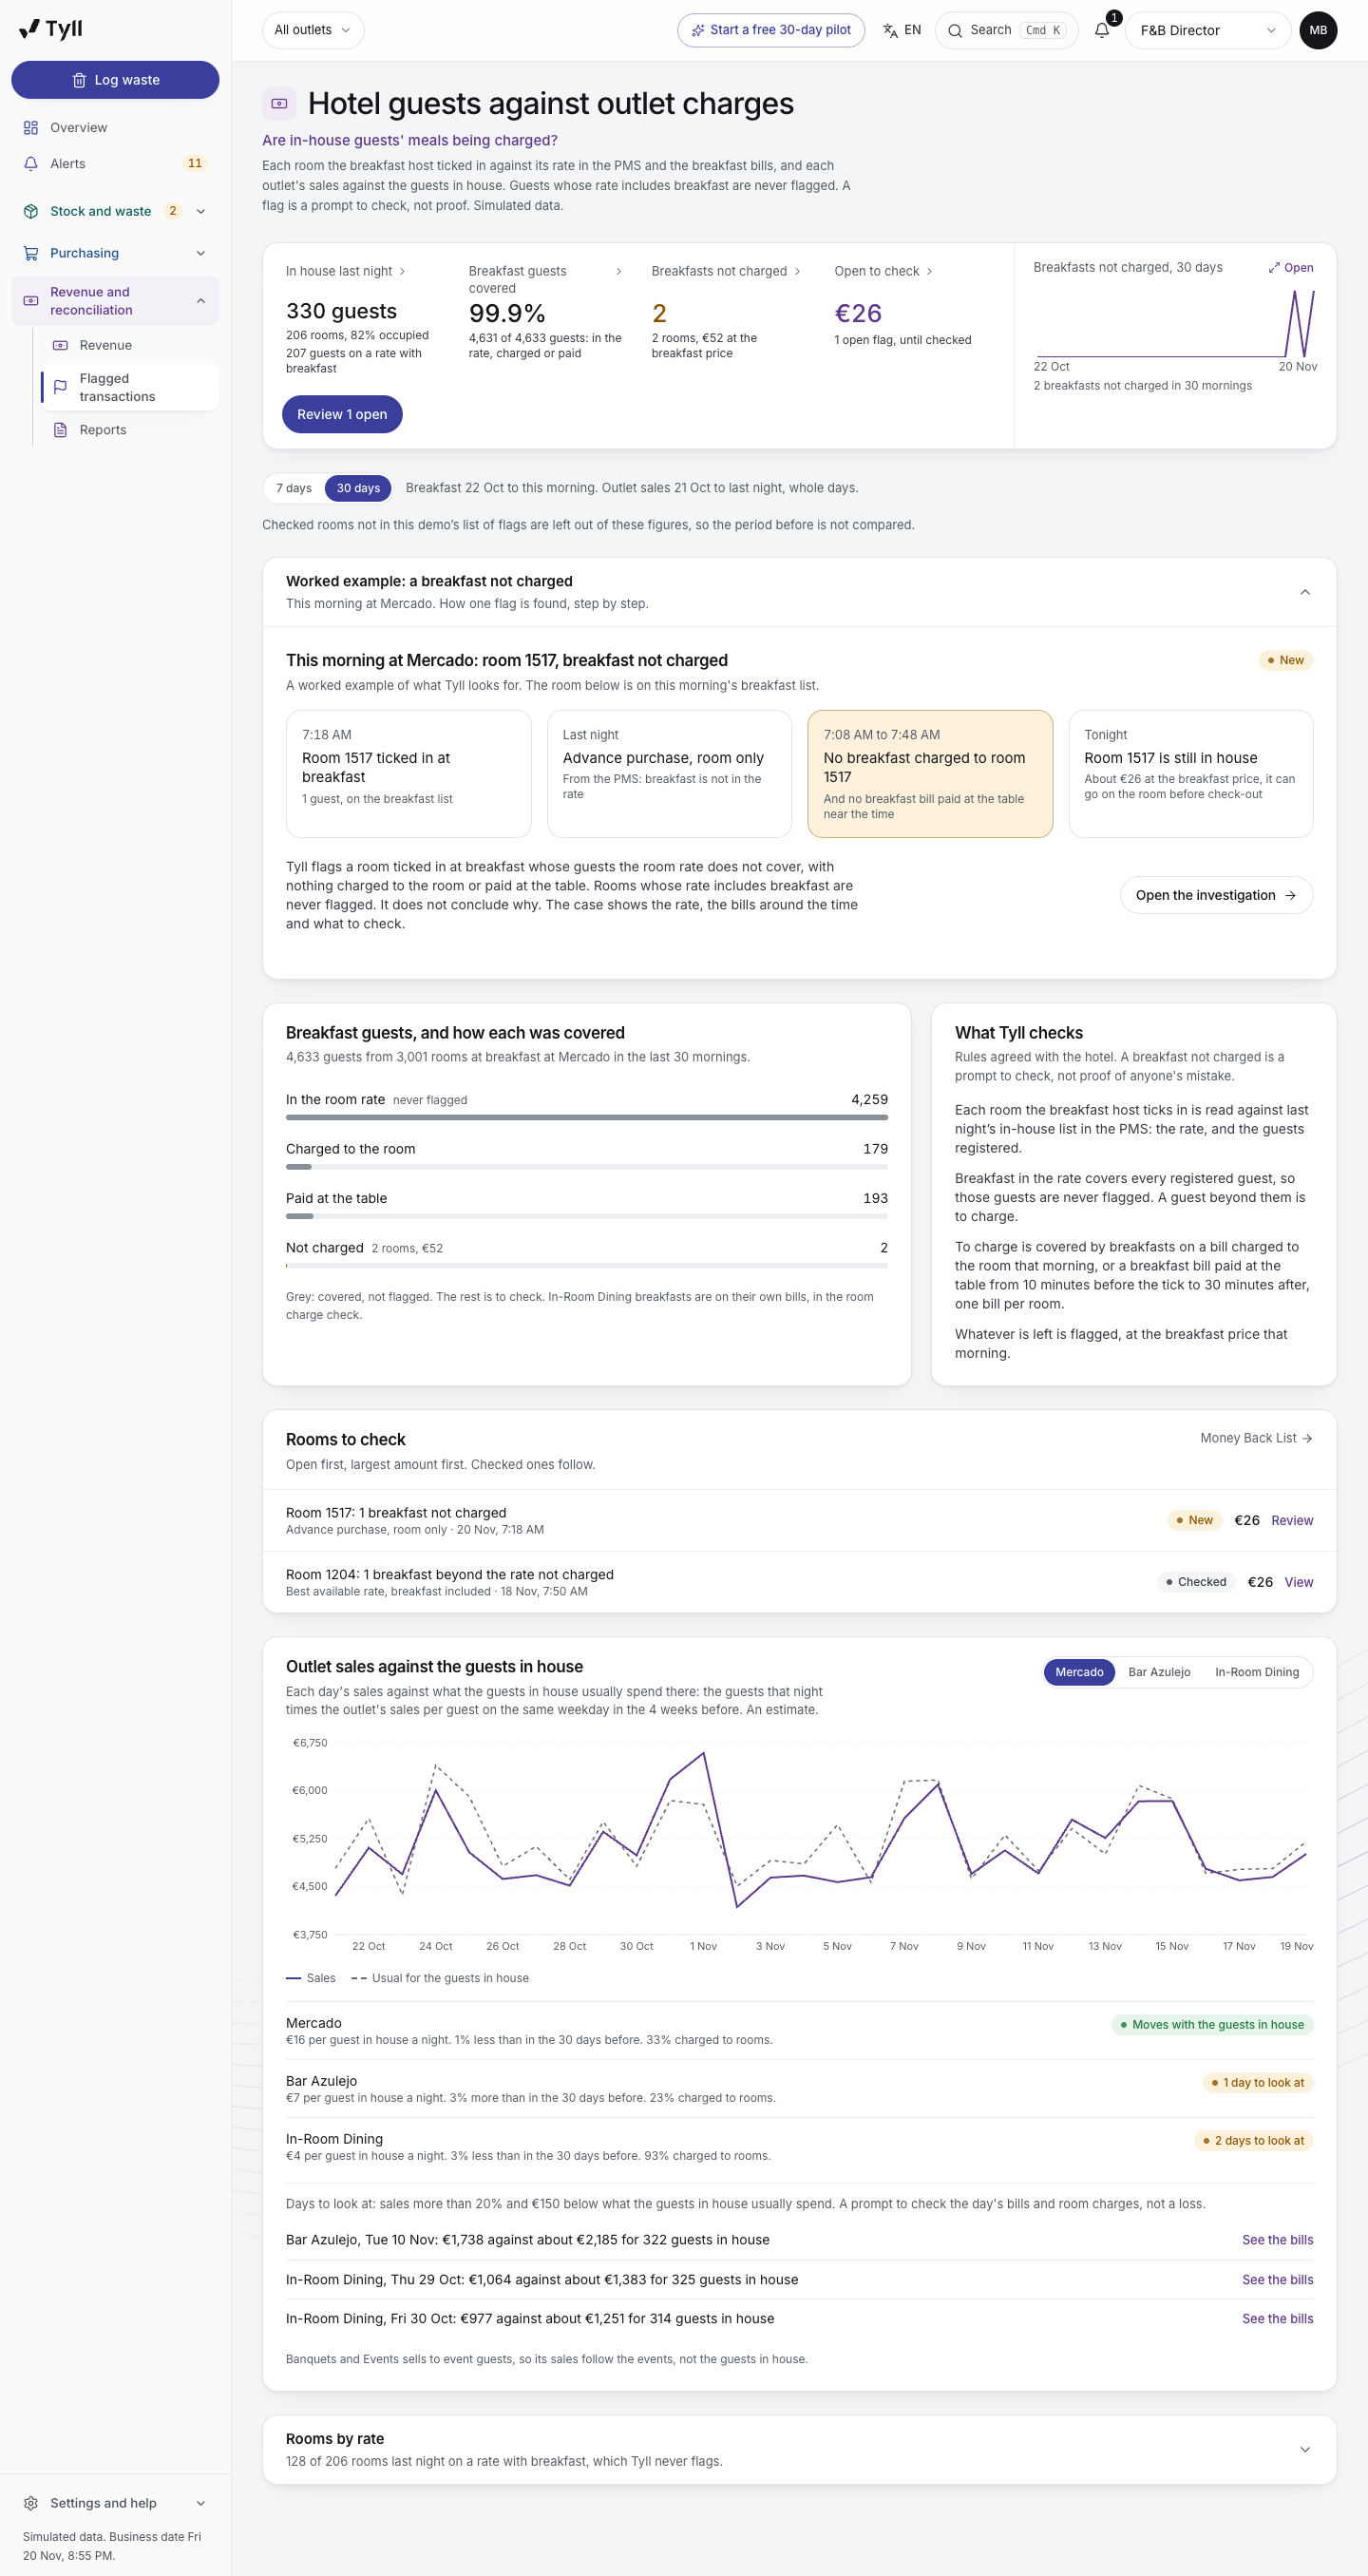 Tyll
Log waste
Overview
Alerts 11
Stock and waste 2
Purchasing
Revenue and
reconciliation
Revenue
Flagged
transactions
Reports
Settings and help
Simulated data. Business date Fri
20 Nov, 8:55 PM.
All outlets
Start a free 30-day pilot
EN
Search Cmd K
1
F&B Director
MB
Hotel guests against outlet charges
Are in-house guests' meals being charged?
Each room the breakfast host ticked in against its rate in the PMS and the breakfast bills, and each
outlet's sales against the guests in house. Guests whose rate includes breakfast are never flagged. A
flag is a prompt to check, not proof. Simulated data.
In house last night
330 guests
206 rooms, 82% occupied
207 guests on a rate with
breakfast
Breakfast guests
covered
99.9%
4,631 of 4,633 guests: in the
rate, charged or paid
Breakfasts not charged
2
2 rooms, €52 at the
breakfast price
Open to check
€26
1 open flag, until checked
Review 1 open
Breakfasts not charged, 30 days
Open
22 Oct 20 Nov
2 breakfasts not charged in 30 mornings
7 days 30 days Breakfast 22 Oct to this morning. Outlet sales 21 Oct to last night, whole days.
Checked rooms not in this demo’s list of flags are left out of these figures, so the period before is not compared.
Worked example: a breakfast not charged
This morning at Mercado. How one flag is found, step by step.
This morning at Mercado: room 1517, breakfast not charged
New
A worked example of what Tyll looks for. The room below is on this morning's breakfast list.
7:18 AM
Room 1517 ticked in at
breakfast
1 guest, on the breakfast list
Last night
Advance purchase, room only
From the PMS: breakfast is not in the
rate
7:08 AM to 7:48 AM
No breakfast charged to room
1517
And no breakfast bill paid at the table
near the time
Tonight
Room 1517 is still in house
About €26 at the breakfast price, it can
go on the room before check-out
Tyll flags a room ticked in at breakfast whose guests the room rate does not cover, with
nothing charged to the room or paid at the table. Rooms whose rate includes breakfast are
never flagged. It does not conclude why. The case shows the rate, the bills around the time
and what to check.
Open the investigation
Breakfast guests, and how each was covered
4,633 guests from 3,001 rooms at breakfast at Mercado in the last 30 mornings.
In the room rate never flagged 4,259
Charged to the room 179
Paid at the table 193
Not charged 2 rooms, €52 2
Grey: covered, not flagged. The rest is to check. In-Room Dining breakfasts are on their own bills, in the room
charge check.
What Tyll checks
Rules agreed with the hotel. A breakfast not charged is a
prompt to check, not proof of anyone's mistake.
Each room the breakfast host ticks in is read against last
night’s in-house list in the PMS: the rate, and the guests
registered.
Breakfast in the rate covers every registered guest, so
those guests are never flagged. A guest beyond them is
to charge.
To charge is covered by breakfasts on a bill charged to
the room that morning, or a breakfast bill paid at the
table from 10 minutes before the tick to 30 minutes after,
one bill per room.
Whatever is left is flagged, at the breakfast price that
morning.
Rooms to check
Money Back List
Open first, largest amount first. Checked ones follow.
Room 1517: 1 breakfast not charged
Advance purchase, room only · 20 Nov, 7:18 AM
New €26 Review
Room 1204: 1 breakfast beyond the rate not charged
Best available rate, breakfast included · 18 Nov, 7:50 AM
Checked €26 View
Outlet sales against the guests in house
Mercado Bar Azulejo In-Room Dining
Each day's sales against what the guests in house usually spend there: the guests that night
times the outlet's sales per guest on the same weekday in the 4 weeks before. An estimate.
€6,750
€6,000
€5,250
€4,500
€3,750
22 Oct 24 Oct 26 Oct 28 Oct 30 Oct 1 Nov 3 Nov 5 Nov 7 Nov 9 Nov 11 Nov 13 Nov 15 Nov 17 Nov 19 Nov
Sales Usual for the guests in house
Mercado
€16 per guest in house a night. 1% less than in the 30 days before. 33% charged to rooms.
Moves with the guests in house
Bar Azulejo
€7 per guest in house a night. 3% more than in the 30 days before. 23% charged to rooms.
1 day to look at
In-Room Dining
€4 per guest in house a night. 3% less than in the 30 days before. 93% charged to rooms.
2 days to look at
Days to look at: sales more than 20% and €150 below what the guests in house usually spend. A prompt to check the day's bills and room charges, not a loss.
Bar Azulejo, Tue 10 Nov: €1,738 against about €2,185 for 322 guests in house See the bills
In-Room Dining, Thu 29 Oct: €1,064 against about €1,383 for 325 guests in house See the bills
In-Room Dining, Fri 30 Oct: €977 against about €1,251 for 314 guests in house See the bills
Banquets and Events sells to event guests, so its sales follow the events, not the guests in house.
Rooms by rate
128 of 206 rooms last night on a rate with breakfast, which Tyll never flags.